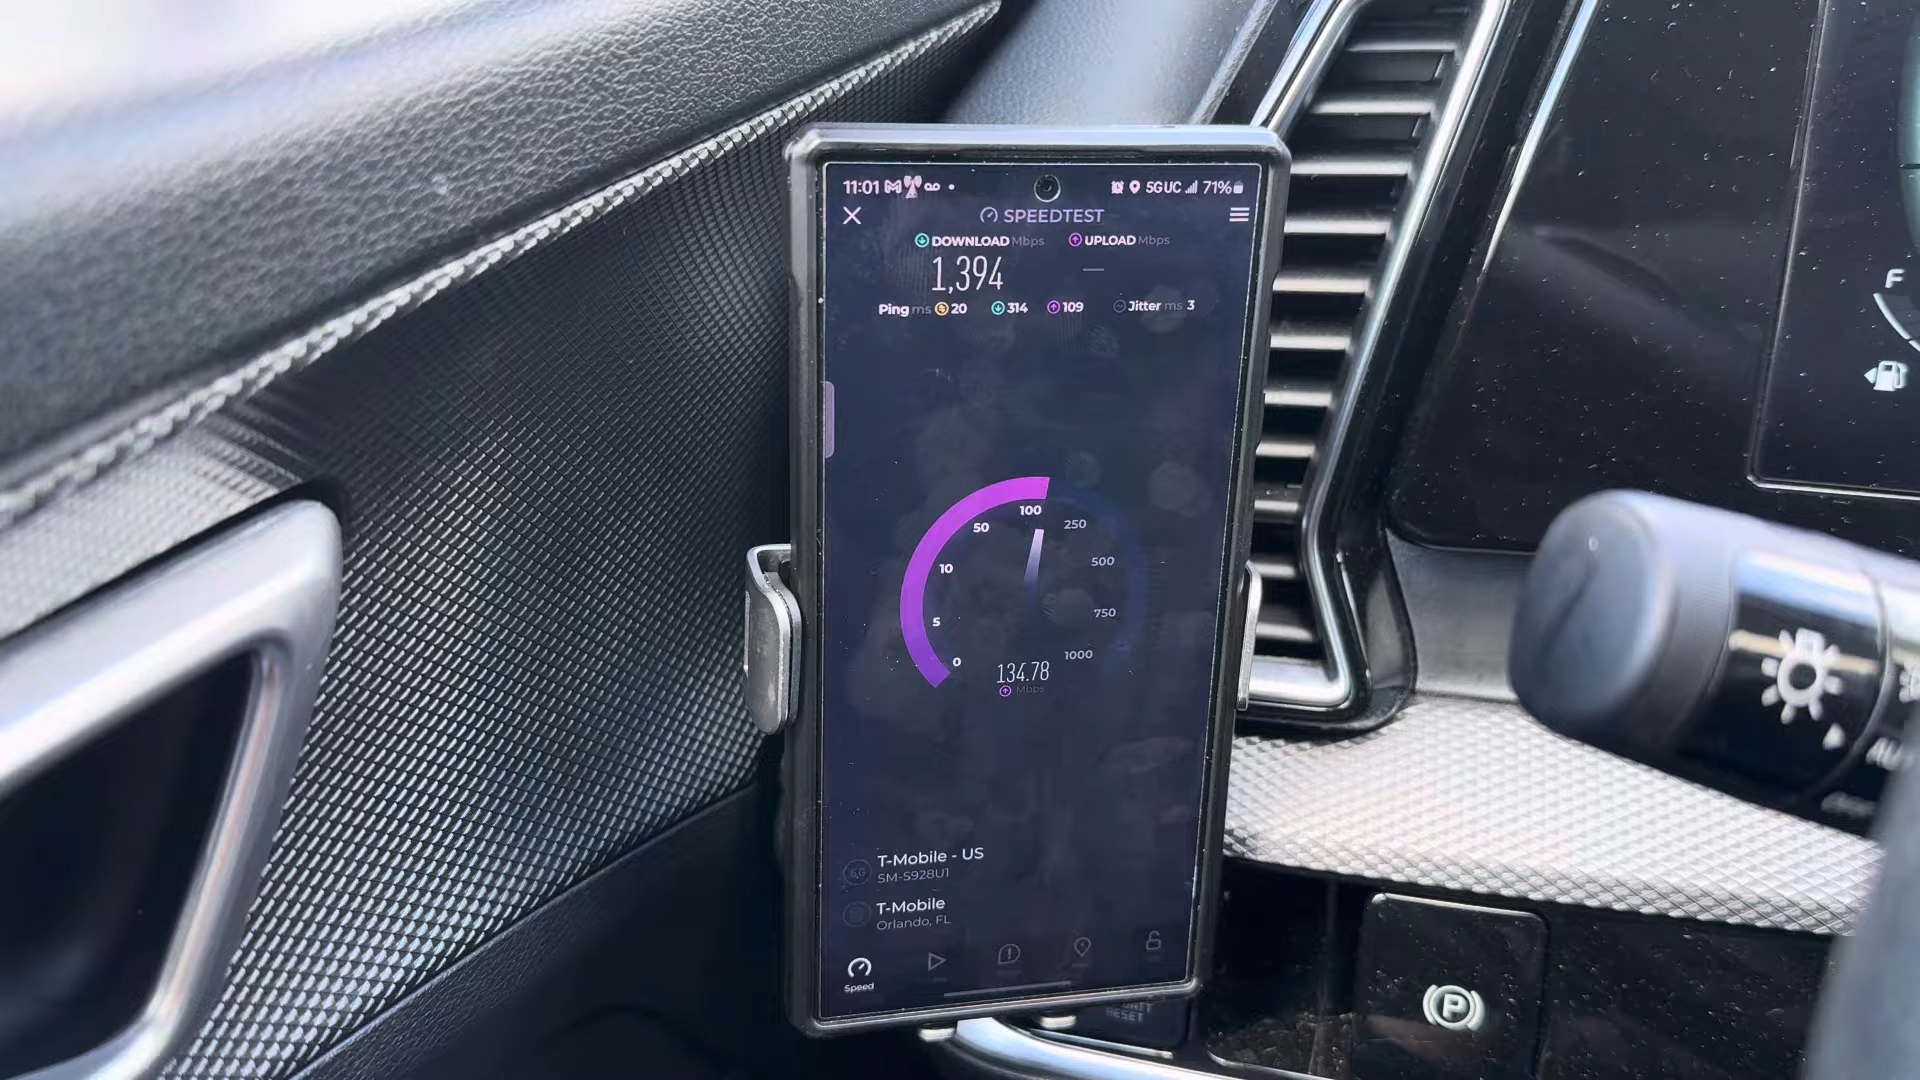 11:01 5GUC 71%
SPEEDTEST
DOWNLOAD Mbps UPLOAD Mbps
1,394 —
Ping ms 20 314 109 Jitter ms 3
100
50 250
10 500
5 750
0 1000
134.78
Mbps
T-Mobile - US
SM-S928U1
T-Mobile
Orlando, FL
Speed
F
P
RESET